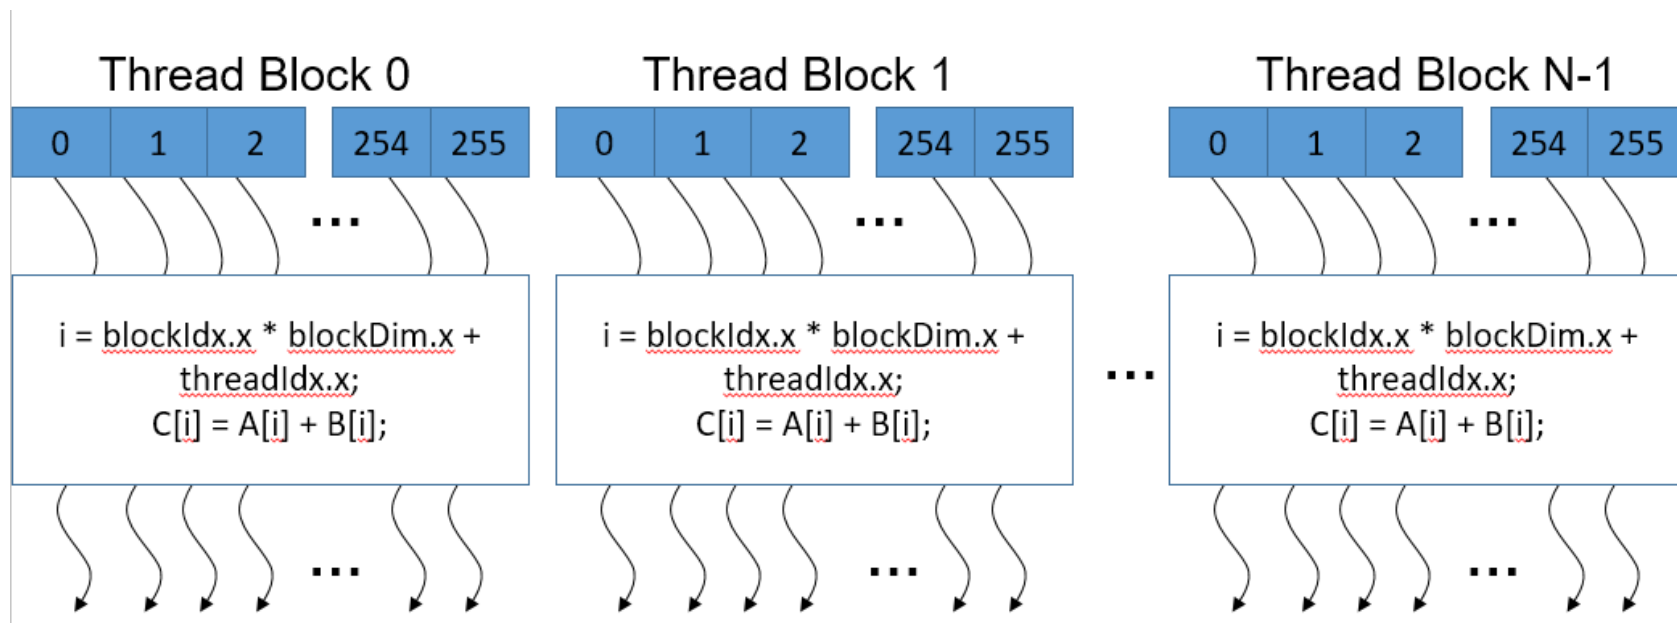 Thread Block 0
Thread Block 1
Thread Block N-1
0 1 2 254 255
0 1 2 254 255
0 1 2 254 255
...
...
...
i = blockIdx.x * blockDim.x +
threadIdx.x;
C[i] = A[i] + B[i];
i = blockIdx.x * blockDim.x +
threadIdx.x;
C[i] = A[i] + B[i];
...
i = blockIdx.x * blockDim.x +
threadIdx.x;
C[i] = A[i] + B[i];
...
...
...